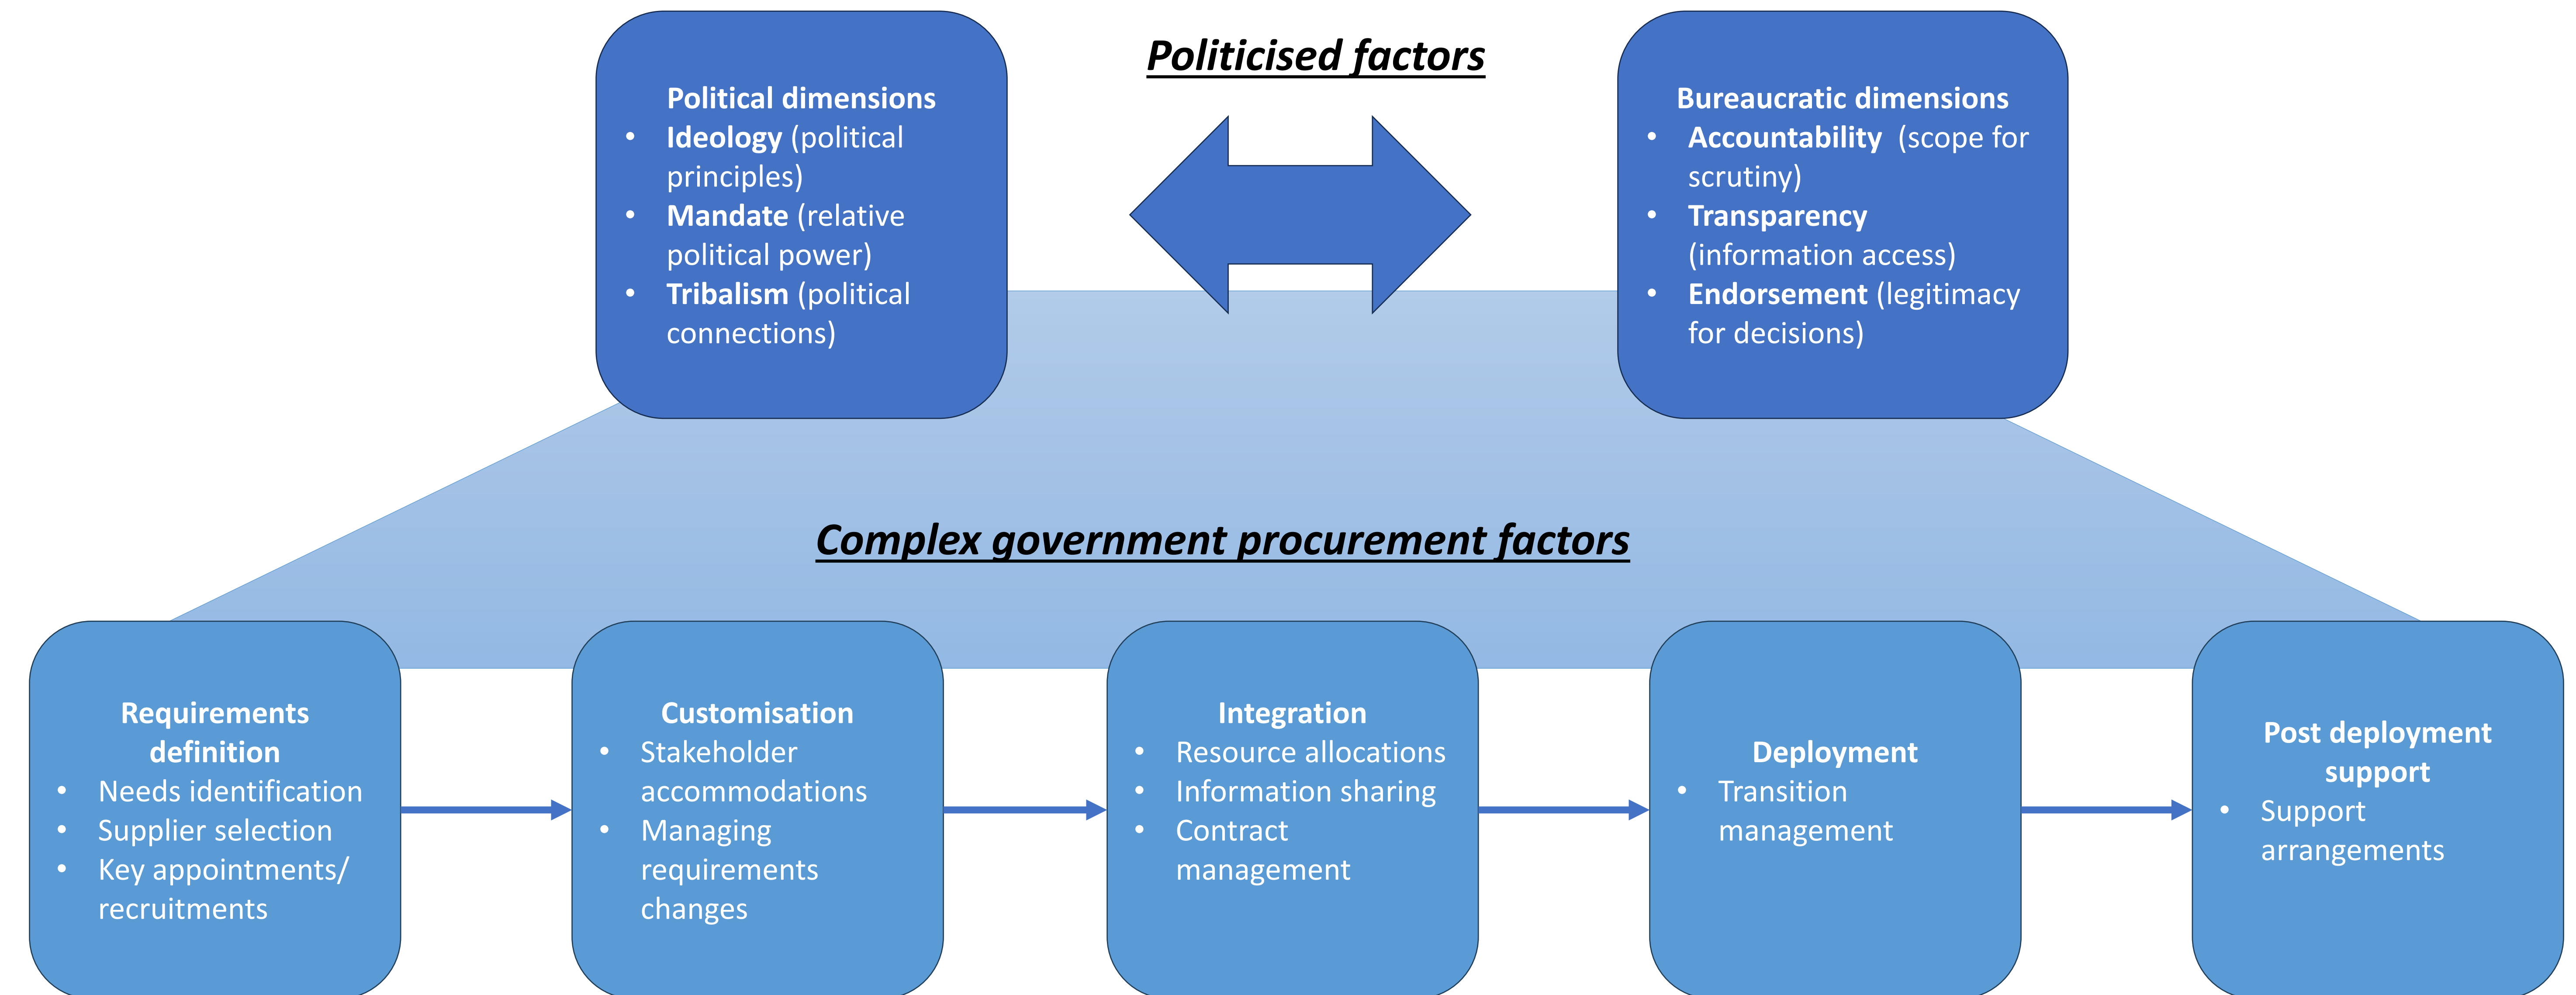 Politicised factors
Political dimensions
• Ideology (political
principles)
• Mandate (relative
political power)
• Tribalism (political
connections)
Bureaucratic dimensions
• Accountability  (scope for
scrutiny)
• Transparency
(information access)
• Endorsement (legitimacy
for decisions)
Complex government procurement factors
Requirements
definition
• Needs identification
• Supplier selection
• Key appointments/
recruitments
Customisation
• Stakeholder
accommodations
• Managing
requirements
changes
Integration
• Resource allocations
• Information sharing
• Contract
management
Deployment
• Transition
management
Post deployment
support
• Support
arrangements